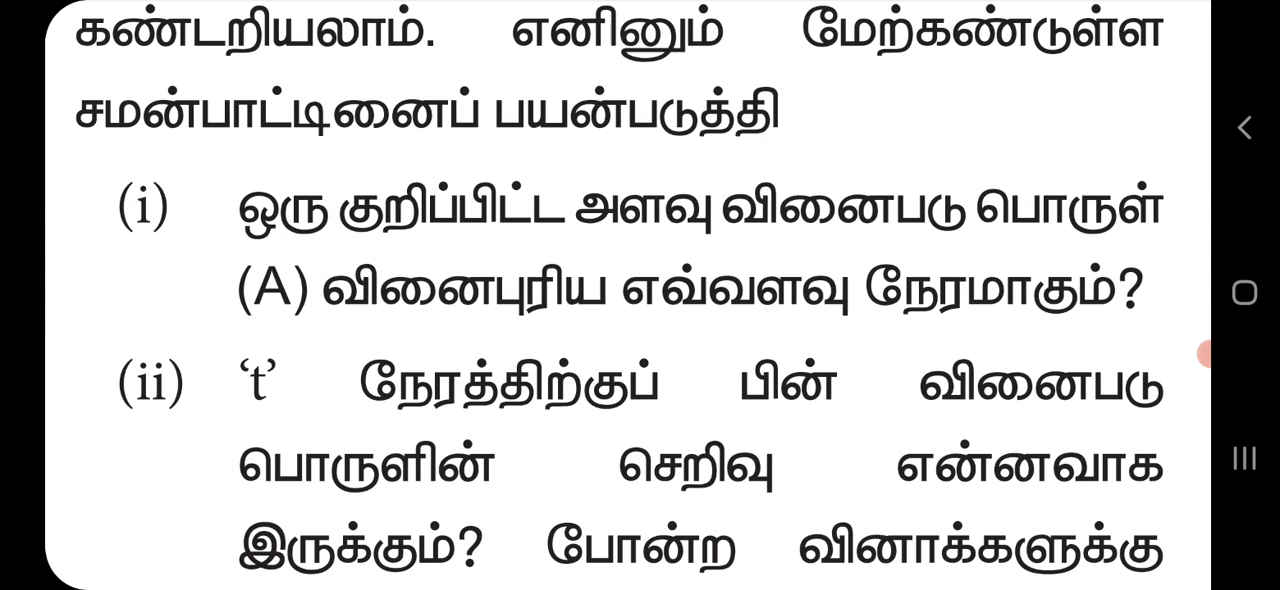 கண்டறியலாம். எனினும் மேற்கண்டுள்ள
சமன்பாட்டினைப் பயன்படுத்தி
(i) ஒரு குறிப்பிட்ட அளவு வினைபடு பொருள்
(A) வினைபுரிய எவ்வளவு நேரமாகும்?
(ii) ‘t’ நேரத்திற்குப் பின் வினைபடு
பொருளின் செறிவு என்னவாக
இருக்கும்? போன்ற வினாக்களுக்கு